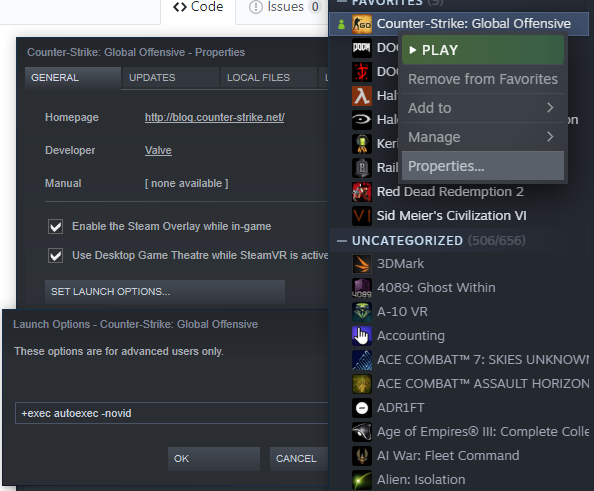 Code
Issues 0
Counter-Strike: Global Offensive - Properties
GENERAL
UPDATES
LOCAL FILES
Homepage
http://blog.counter-strike.net/
Developer
Valve
Manual
[ none available ]
Enable the Steam Overlay while in-game
Use Desktop Game Theatre while SteamVR is active
SET LAUNCH OPTIONS...
Launch Options - Counter-Strike: Global Offensive
These options are for advanced users only.
+exec autoexec -novid
OK
CANCEL
FAVORITES (9)
Counter-Strike: Global Offensive
PLAY
Remove from Favorites
Add to
Manage
Properties...
DOO
DOO
Half
Halo
Kerb
Rail
Red Dead Redemption 2
Sid Meier's Civilization VI
UNCATEGORIZED (506/656)
3DMark
4089: Ghost Within
A-10 VR
Accounting
ACE COMBAT™ 7: SKIES UNKNOWN
ACE COMBAT™ ASSAULT HORIZON
ADR1FT
Age of Empires® III: Complete Colle
AI War: Fleet Command
Alien: Isolation